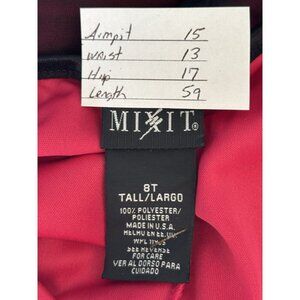 Armpit 15
waist 13
Hip 17
Length 59
MIXIT®
8T
TALL/LARGO
100% POLYESTER/
POLIESTER
MADE IN U.S.A.
SEE REVERSE
FOR CARE
VER AL DORSO PARA
CUIDADO